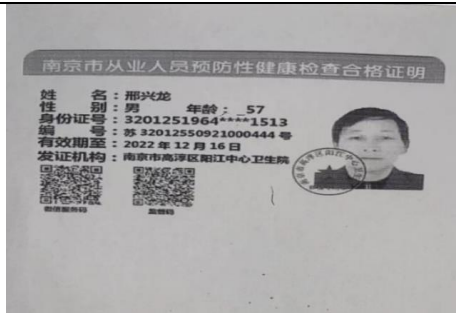 南京市从业人员预防性健康检查合格证明
姓 名：邢兴龙
性 别：男 年龄：57
身份证号：3201251964****1513
编 号：苏 32012550921000444 号
有效期至：2022 年 12 月 16 日
发证机构：南京市高淳区阳江中心卫生院